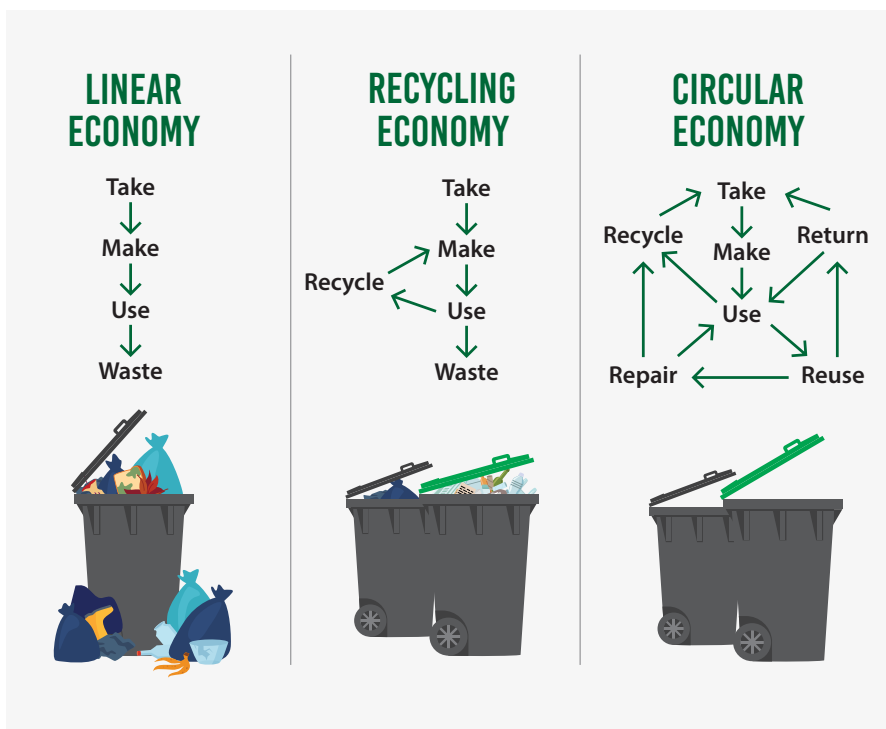 LINEAR
ECONOMY
Take
Make
Use
Waste
RECYCLING
ECONOMY
Take
Make
Recycle
Use
Waste
CIRCULAR
ECONOMY
Take
Recycle
Return
Make
Use
Repair
Reuse